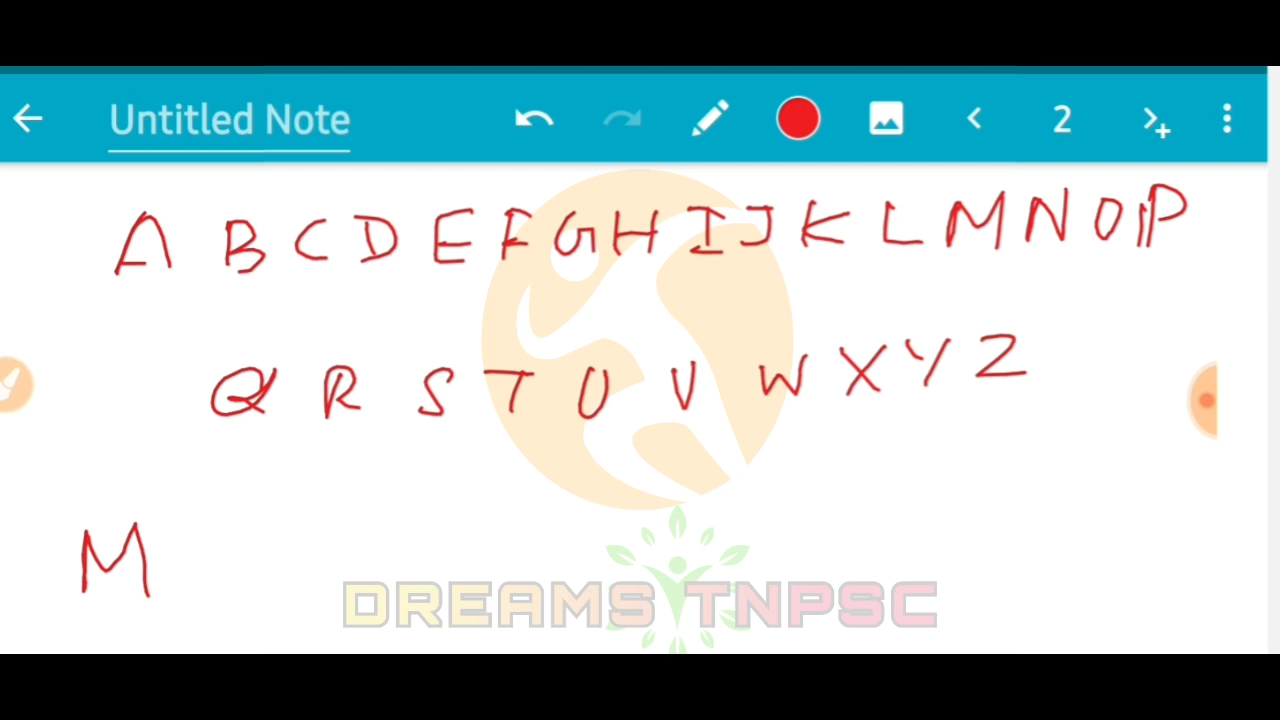 Untitled Note
2
A B C D E F G H I J K L M N O P
Q R S T U V W X Y Z
M
DREAMS TNPSC